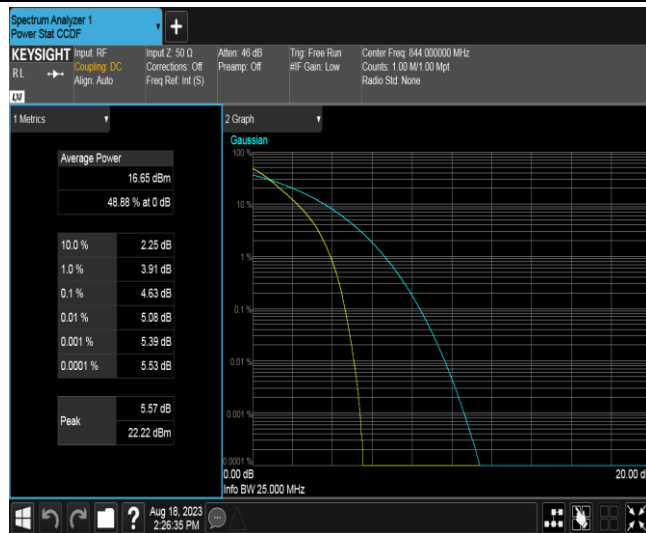 Spectrum Analyzer 1
Power Stat CCDF
+
KEYSIGHT
RL
Input: RF
Coupling: DC
Align: Auto
Input Z: 50 Ω
Corrections: Off
Freq Ref: Int (S)
Atten: 46 dB
Preamp: Off
Trig: Free Run
#IF Gain: Low
Center Freq: 844.000000 MHz
Counts: 1.00 M/1.00 Mpt
Radio Std: None
1 Metrics
Average Power
16.65 dBm
48.88 % at 0 dB
10.0 % 2.25 dB
1.0 % 3.91 dB
0.1 % 4.63 dB
0.01 % 5.08 dB
0.001 % 5.39 dB
0.0001 % 5.53 dB
Peak
5.57 dB
22.22 dBm
2 Graph
Gaussian
100 %
10 %
1 %
0.1 %
0.01 %
0.001 %
0.0001 %
0.00 dB
20.00 d
Info BW 25.000 MHz
?
Aug 18, 2023
2:26:35 PM